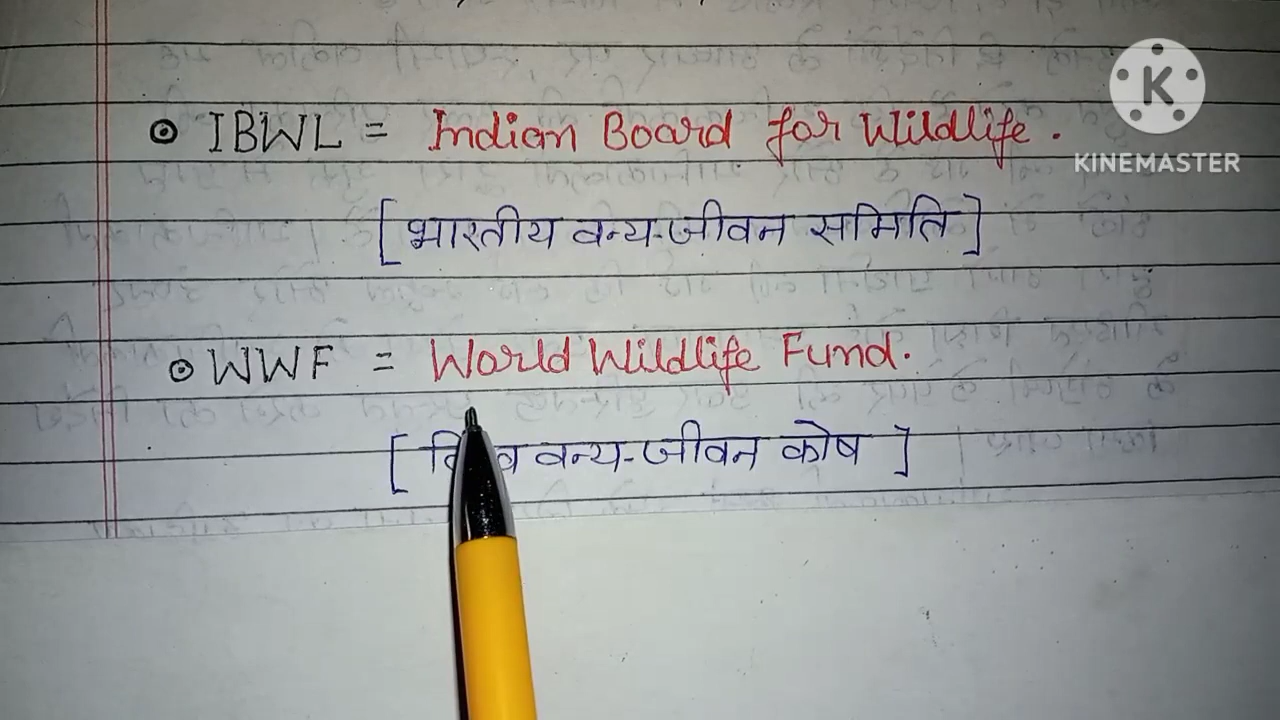 IBWL = Indian Board for Wildlife.
[भारतीय वन्य-जीवन समिति]
WWF = World Wildlife Fund.
[ वन्य-जीवन कोष ]
K
KINEMASTER